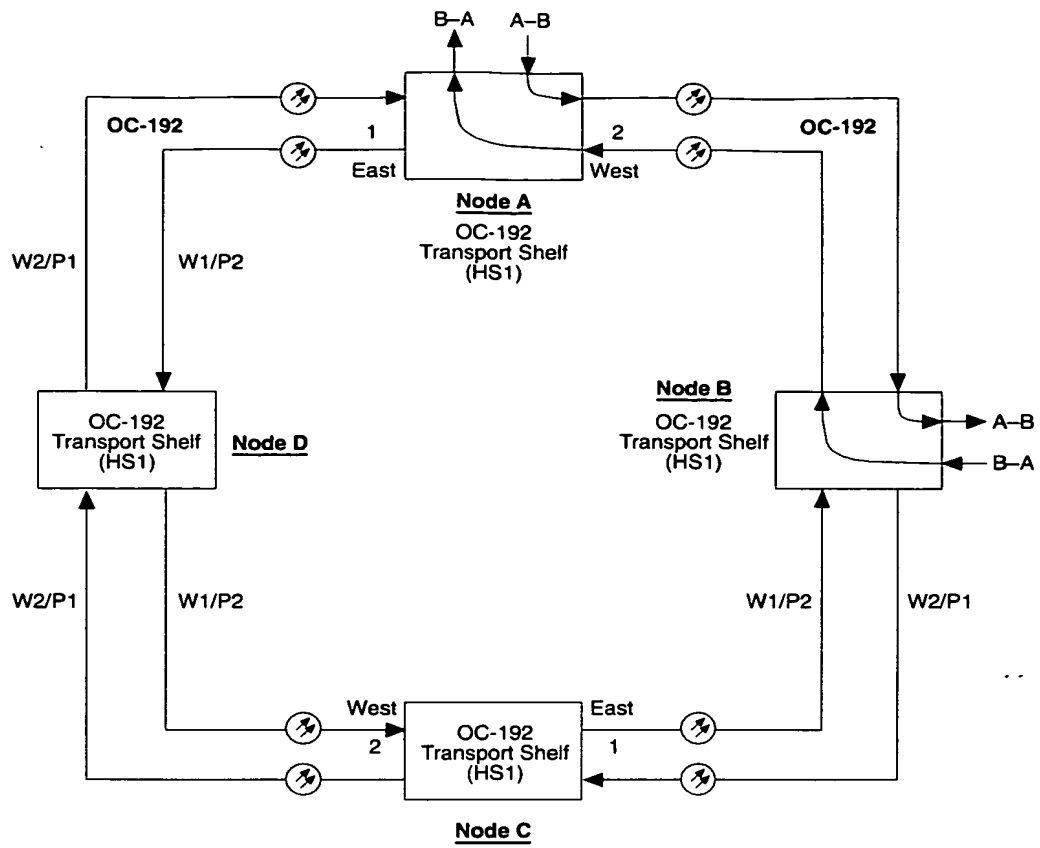 B–A
A–B
OC-192
1
East
2
West
OC-192
Node A
OC-192
Transport Shelf
(HS1)
W2/P1
W1/P2
OC-192
Transport Shelf
(HS1)
Node D
Node B
OC-192
Transport Shelf
(HS1)
A–B
B–A
W2/P1
W1/P2
W1/P2
W2/P1
West
2
OC-192
Transport Shelf
(HS1)
East
1
Node C